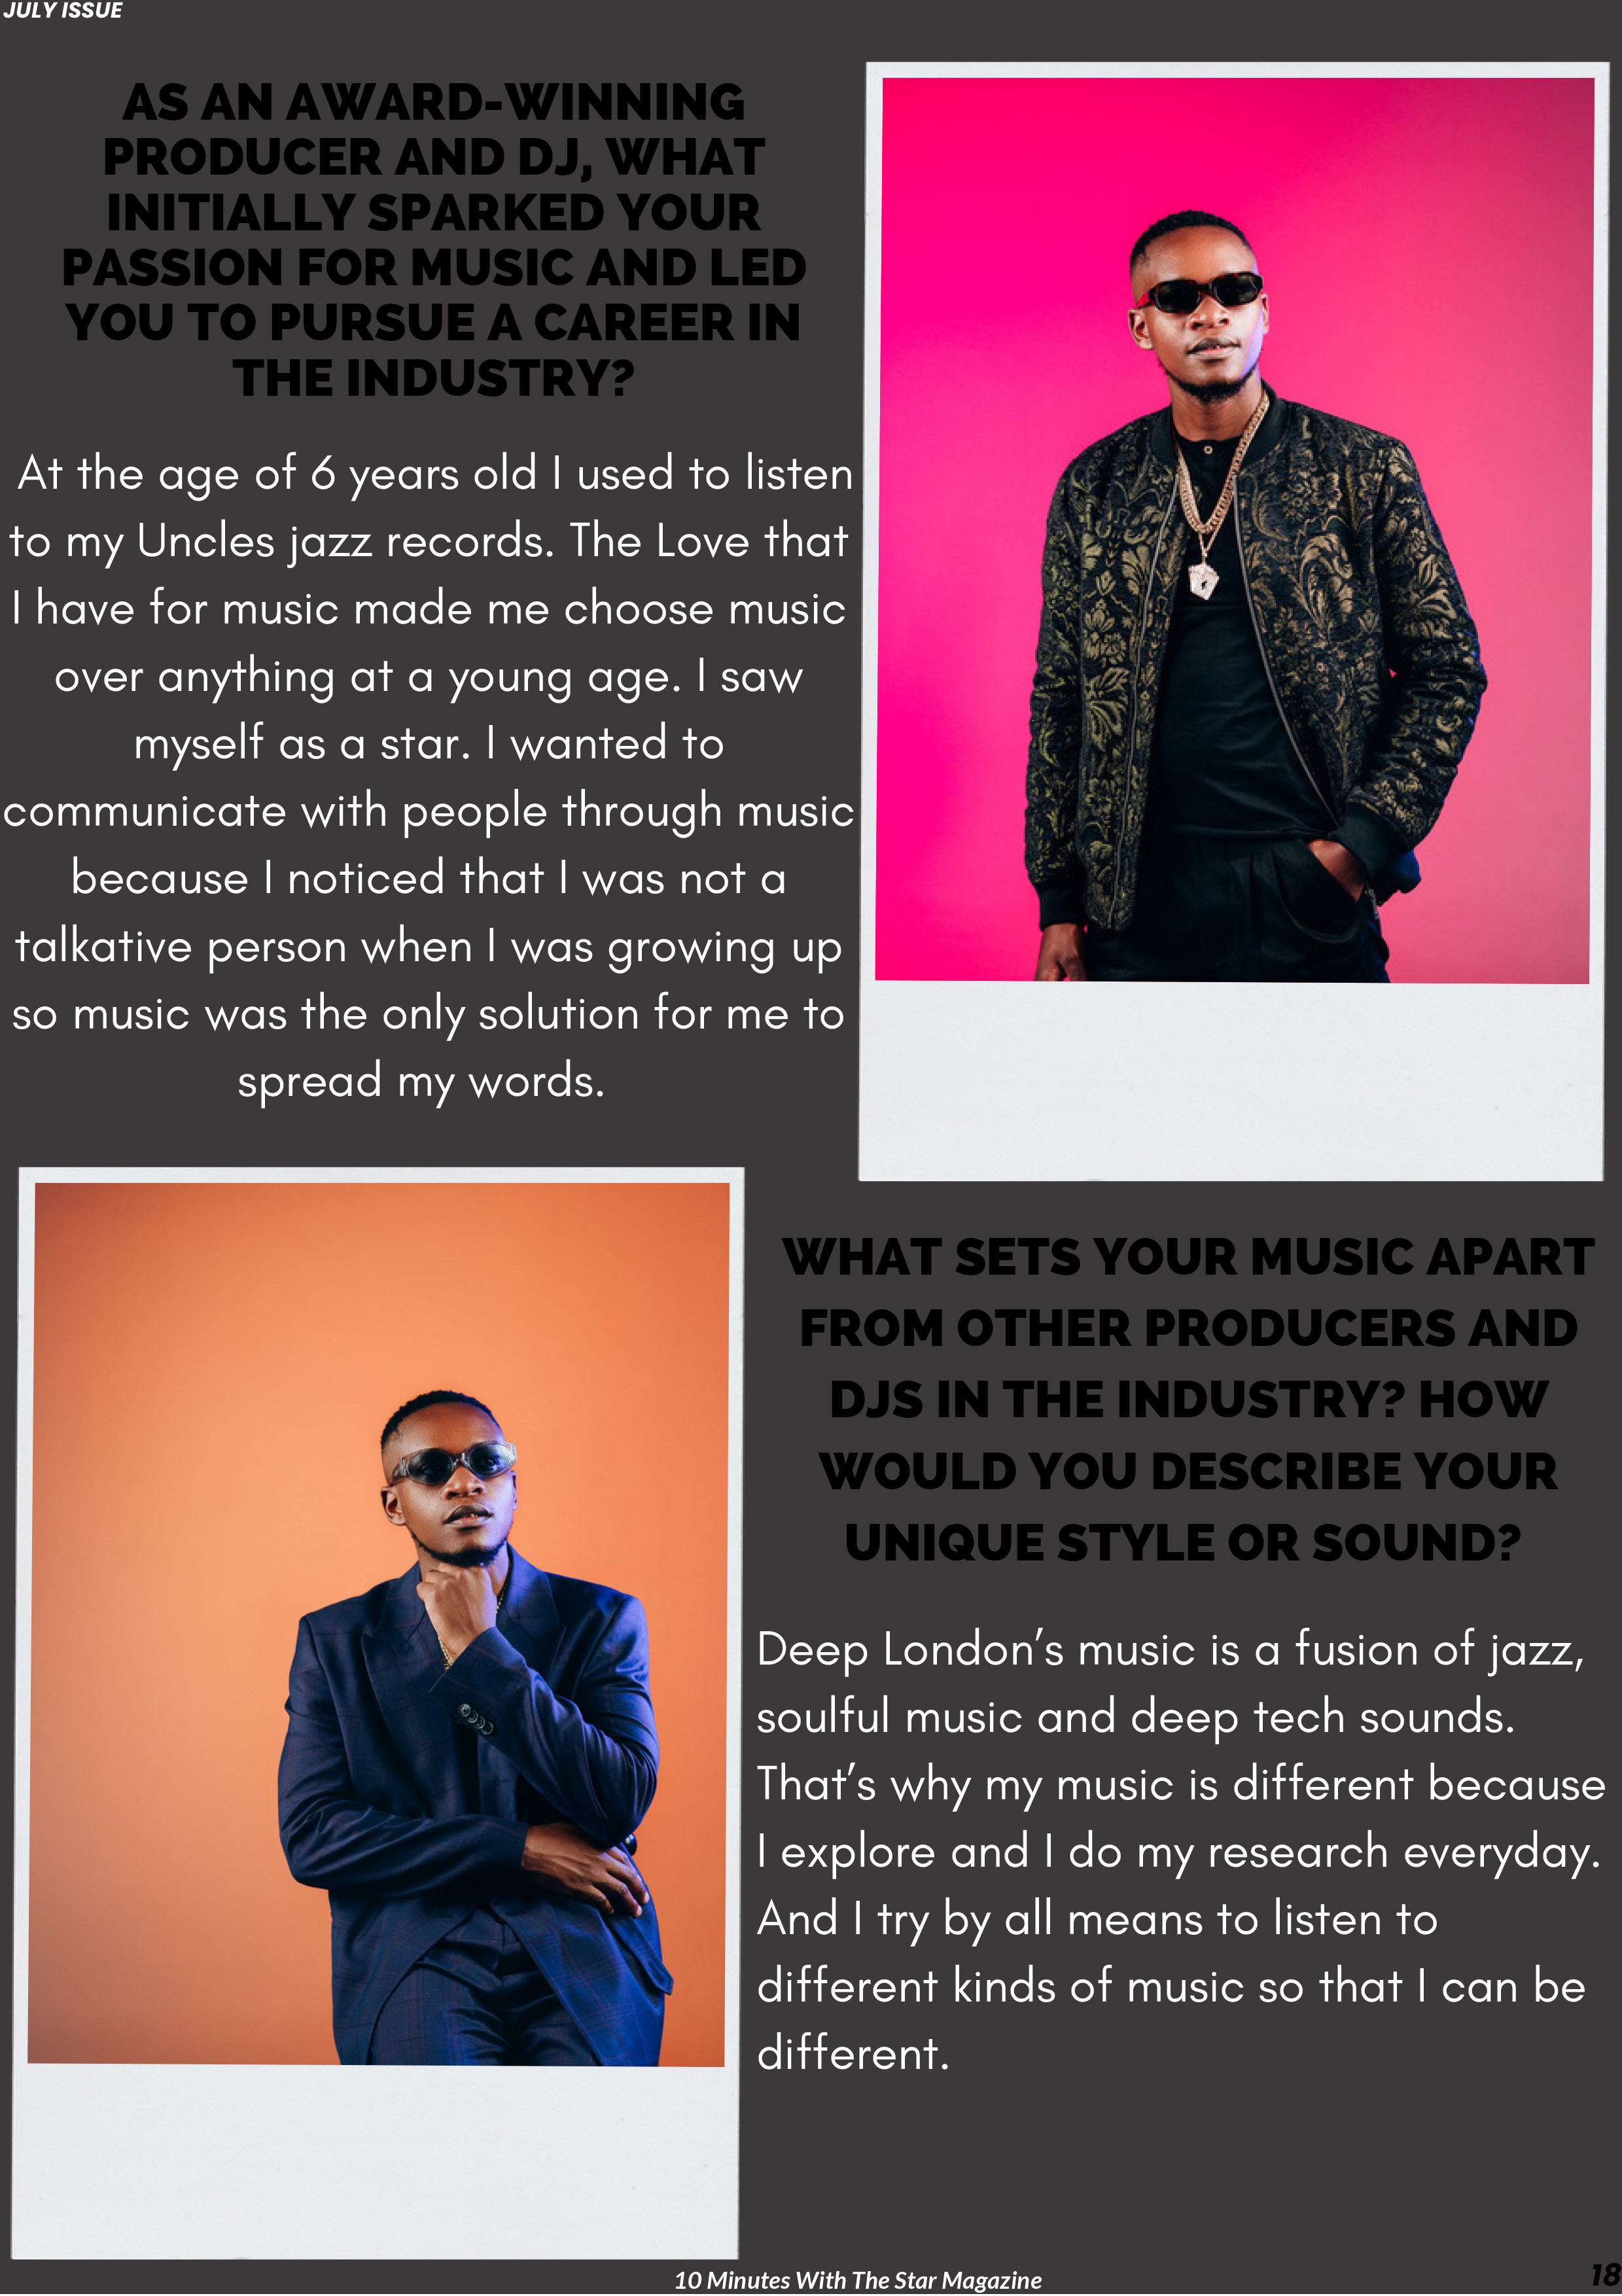 JULY ISSUE
AS AN AWARD-WINNING
PRODUCER AND DJ, WHAT
INITIALLY SPARKED YOUR
PASSION FOR MUSIC AND LED
YOU TO PURSUE A CAREER IN
THE INDUSTRY?
At the age of 6 years old I used to listen
to my Uncles jazz records. The Love that
I have for music made me choose music
over anything at a young age. I saw
myself as a star. I wanted to
communicate with people through music
because I noticed that I was not a
talkative person when I was growing up
so music was the only solution for me to
spread my words.
WHAT SETS YOUR MUSIC APART
FROM OTHER PRODUCERS AND
DJS IN THE INDUSTRY? HOW
WOULD YOU DESCRIBE YOUR
UNIQUE STYLE OR SOUND?
Deep London’s music is a fusion of jazz,
soulful music and deep tech sounds.
That’s why my music is different because
I explore and I do my research everyday.
And I try by all means to listen to
different kinds of music so that I can be
different.
10 Minutes With The Star Magazine
18